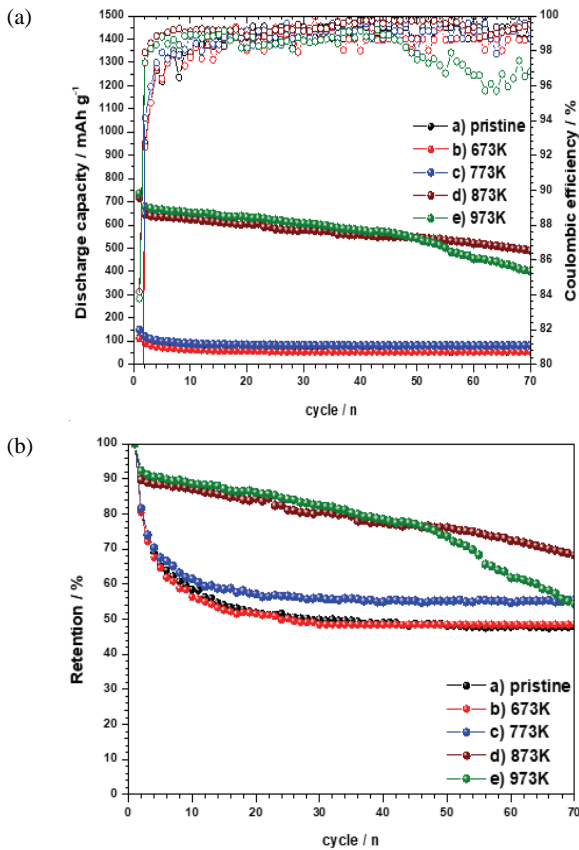 (a)
1500
1400
1300
1200
1100
1000
900
800
700
600
500
400
300
200
100
0
Discharge capacity / mAh g⁻¹
a) pristine
b) 673K
c) 773K
d) 873K
e) 973K
100
98
96
94
92
90
88
86
84
82
80
Coulombic efficiency / %
0 10 20 30 40 50 60 70
cycle / n
(b)
100
90
80
70
60
50
40
30
20
10
0
Retention / %
a) pristine
b) 673K
c) 773K
d) 873K
e) 973K
0 10 20 30 40 50 60 70
cycle / n